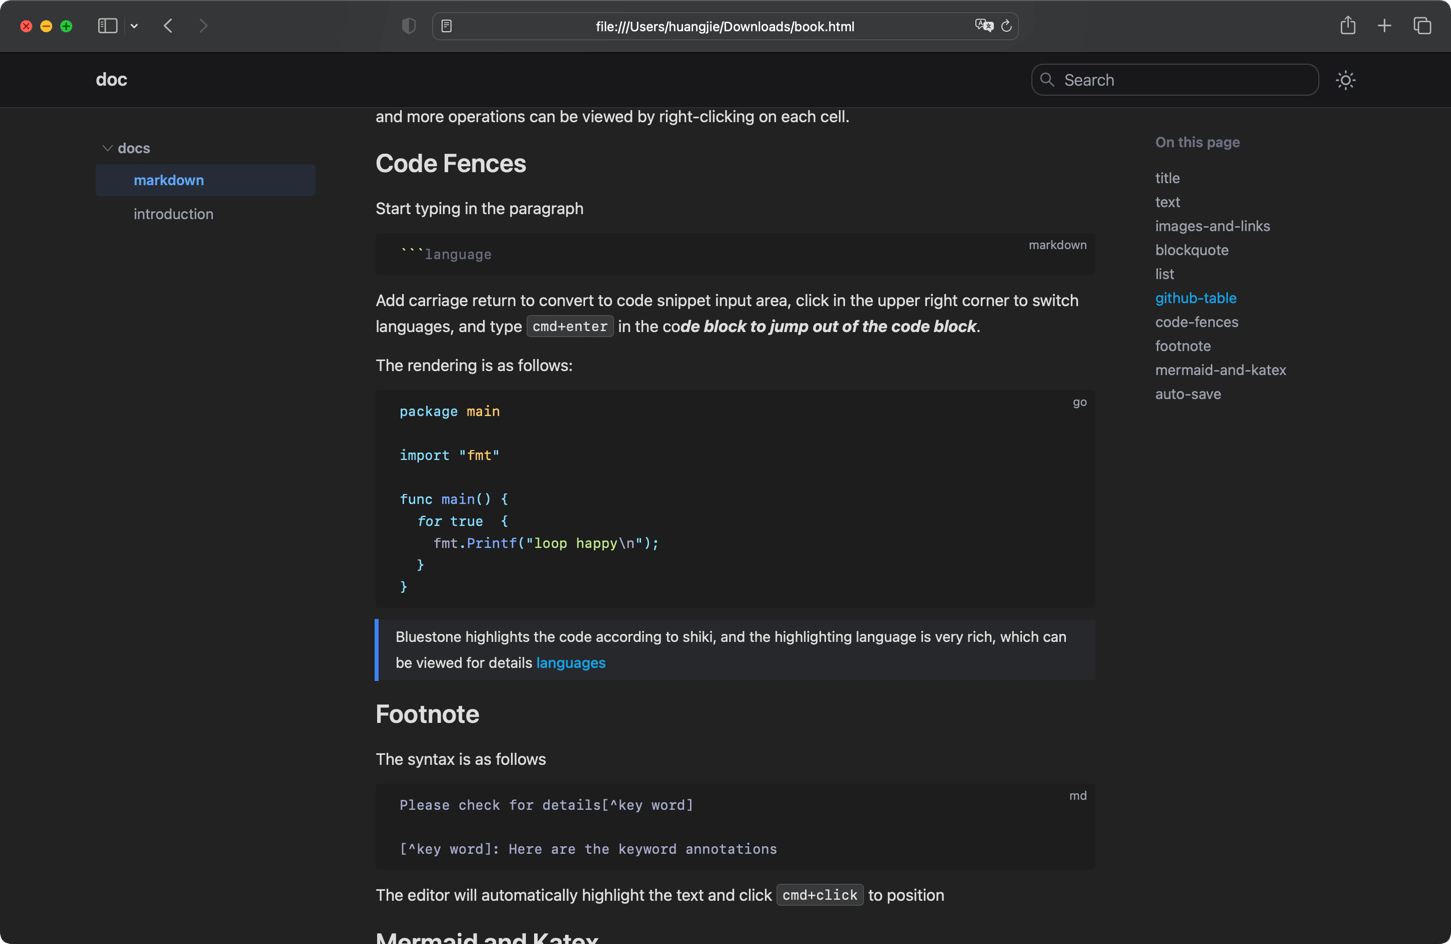 file:///Users/huangjie/Downloads/book.html
doc
Search
docs
markdown
introduction
and more operations can be viewed by right-clicking on each cell.
Code Fences
Start typing in the paragraph
markdown
```language
Add carriage return to convert to code snippet input area, click in the upper right corner to switch
languages, and type cmd+enter in the code block to jump out of the code block.
The rendering is as follows:
go
package main
import "fmt"
func main() {
  for true  {
    fmt.Printf("loop happy\n");
  }
}
Bluestone highlights the code according to shiki, and the highlighting language is very rich, which can
be viewed for details languages
Footnote
The syntax is as follows
md
Please check for details[^key word]
[^key word]: Here are the keyword annotations
The editor will automatically highlight the text and click cmd+click to position
Mermaid and Katex
On this page
title
text
images-and-links
blockquote
list
github-table
code-fences
footnote
mermaid-and-katex
auto-save